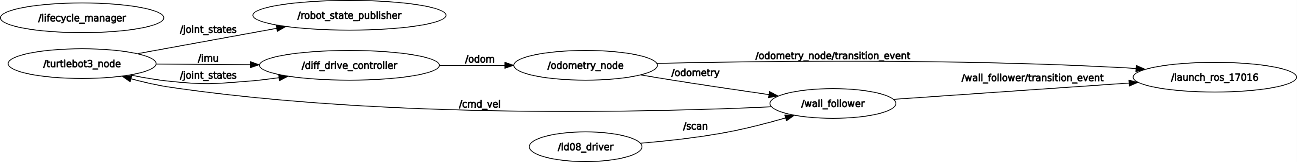 /lifecycle_manager
/joint_states
/robot_state_publisher
/turtlebot3_node
/imu
/joint_states
/diff_drive_controller
/odom
/odometry_node
/odometry_node/transition_event
/odometry
/wall_follower/transition_event
/launch_ros_17016
/cmd_vel
/wall_follower
/scan
/ld08_driver